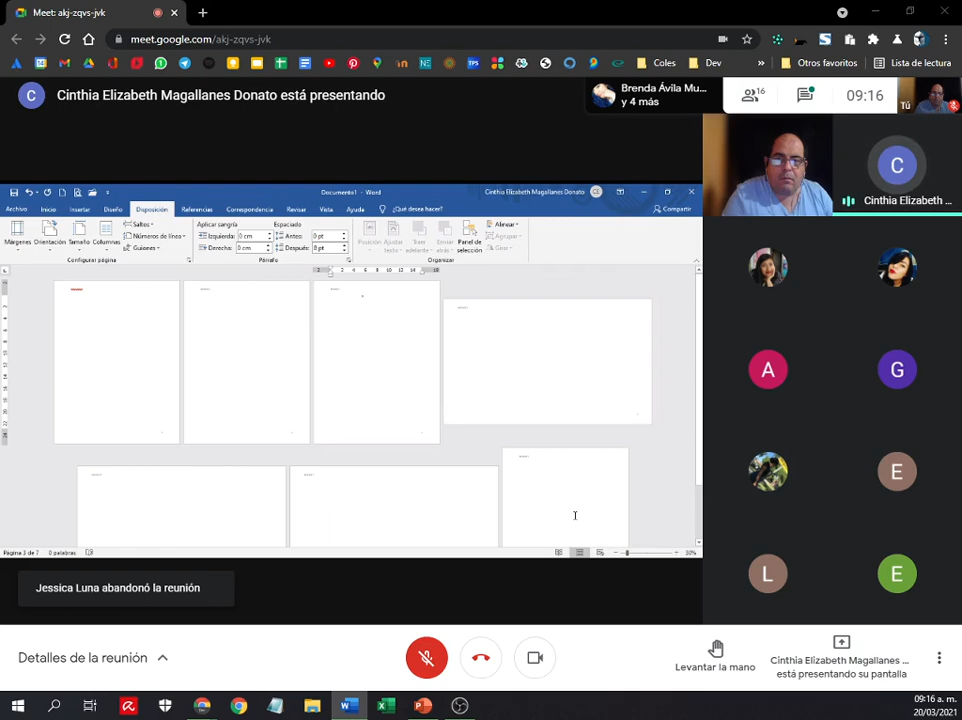 Meet: akj-zqvs-jvk
meet.google.com/akj-zqvs-jvk
Coles
Dev
»
Otros favoritos
Lista de lectura
C
Cinthia Elizabeth Magallanes Donato está presentando
Brenda Ávila Mu...
y 4 más
16
09:16
Tú
Documento1 - Word
Cinthia Elizabeth Magallanes Donato
CE
Archivo
Inicio
Insertar
Diseño
Disposición
Referencias
Correspondencia
Revisar
Vista
Ayuda
¿Qué desea hacer?
Compartir
Márgenes
Orientación
Tamaño
Columnas
Saltos
Números de línea
Guiones
Configurar página
Aplicar sangría
Izquierda: 0 cm
Derecha: 0 cm
Espaciado
Antes: 0 pt
Después: 8 pt
Párrafo
Posición
Ajustar texto
Traer adelante
Enviar atrás
Panel de selección
Alinear
Agrupar
Girar
Organizar
Página 3 de 7
0 palabras
30%
C
Cinthia Elizabeth ...
A
G
E
L
E
Jessica Luna abandonó la reunión
Detalles de la reunión
Levantar la mano
Cinthia Elizabeth Magallanes ...
está presentando su pantalla
09:16 a. m.
20/03/2021